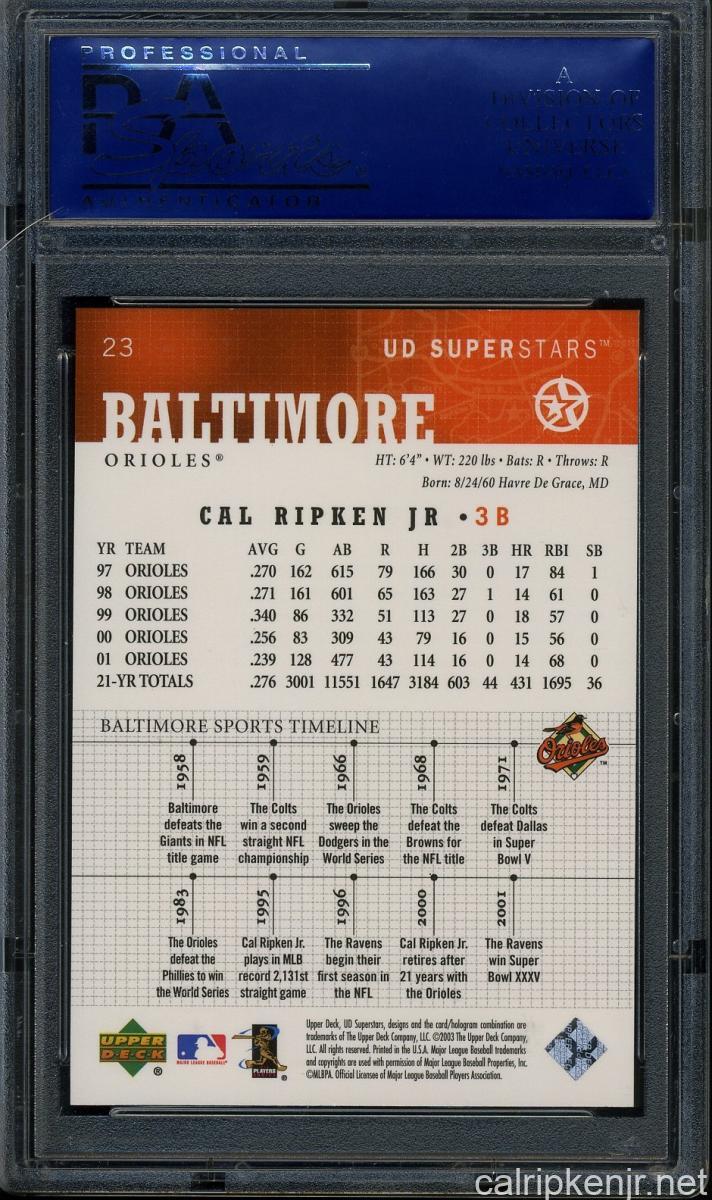 PROFESSIONAL
PSA
Sports
AUTHENTICATOR
A
DIVISION OF
COLLECTORS
UNIVERSE
23
UD SUPERSTARS™
BALTIMORE
ORIOLES®
HT: 6'4" • WT: 220 lbs • Bats: R • Throws: R
Born: 8/24/60 Havre De Grace, MD
CAL RIPKEN JR • 3B
YR TEAM AVG G AB R H 2B 3B HR RBI SB
97 ORIOLES .270 162 615 79 166 30 0 17 84 1
98 ORIOLES .271 161 601 65 163 27 1 14 61 0
99 ORIOLES .340 86 332 51 113 27 0 18 57 0
00 ORIOLES .256 83 309 43 79 16 0 15 56 0
01 ORIOLES .239 128 477 43 114 16 0 14 68 0
21-YR TOTALS .276 3001 11551 1647 3184 603 44 431 1695 36
BALTIMORE SPORTS TIMELINE
Orioles™
1958
Baltimore
defeats the
Giants in NFL
title game
1959
The Colts
win a second
straight NFL
championship
1966
The Orioles
sweep the
Dodgers in the
World Series
1968
The Colts
defeat the
Browns for
the NFL title
1971
The Colts
defeat Dallas
in Super
Bowl V
1983
The Orioles
defeat the
Phillies to win
the World Series
1995
Cal Ripken Jr.
plays in MLB
record 2,131st
straight game
1996
The Ravens
begin their
first season in
the NFL
2000
Cal Ripken Jr.
retires after
21 years with
the Orioles
2001
The Ravens
win Super
Bowl XXXV
UPPER
DECK
®
MAJOR LEAGUE BASEBALL
PLAYERS
®
Upper Deck, UD Superstars, designs and the card/hologram combination are
trademarks of The Upper Deck Company, LLC. ©2003 The Upper Deck Company,
LLC. All rights reserved. Printed in the U.S.A. Major League Baseball trademarks
and copyrights are used with permission of Major League Baseball Properties, Inc.
©MLBPA. Official Licensee of Major League Baseball Players Association.
calripkenjr.net